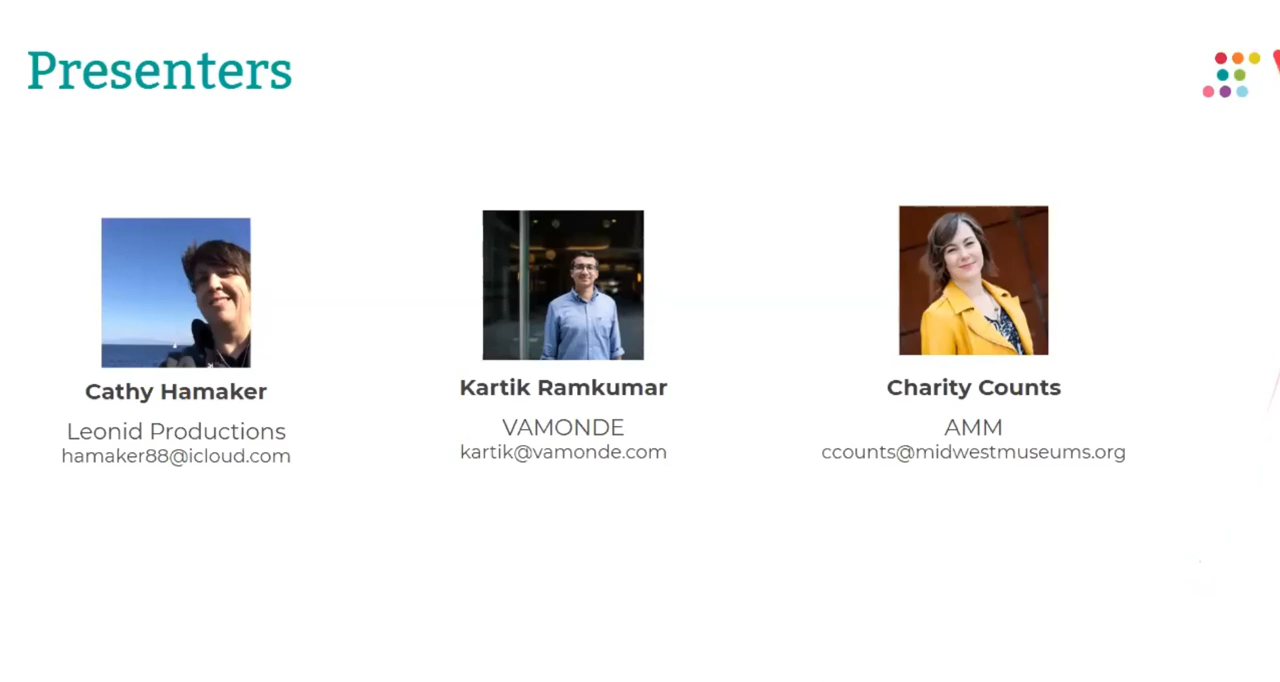 Presenters
Cathy Hamaker
Leonid Productions
hamaker88@icloud.com
Kartik Ramkumar
VAMONDE
kartik@vamonde.com
Charity Counts
AMM
ccounts@midwestmuseums.org